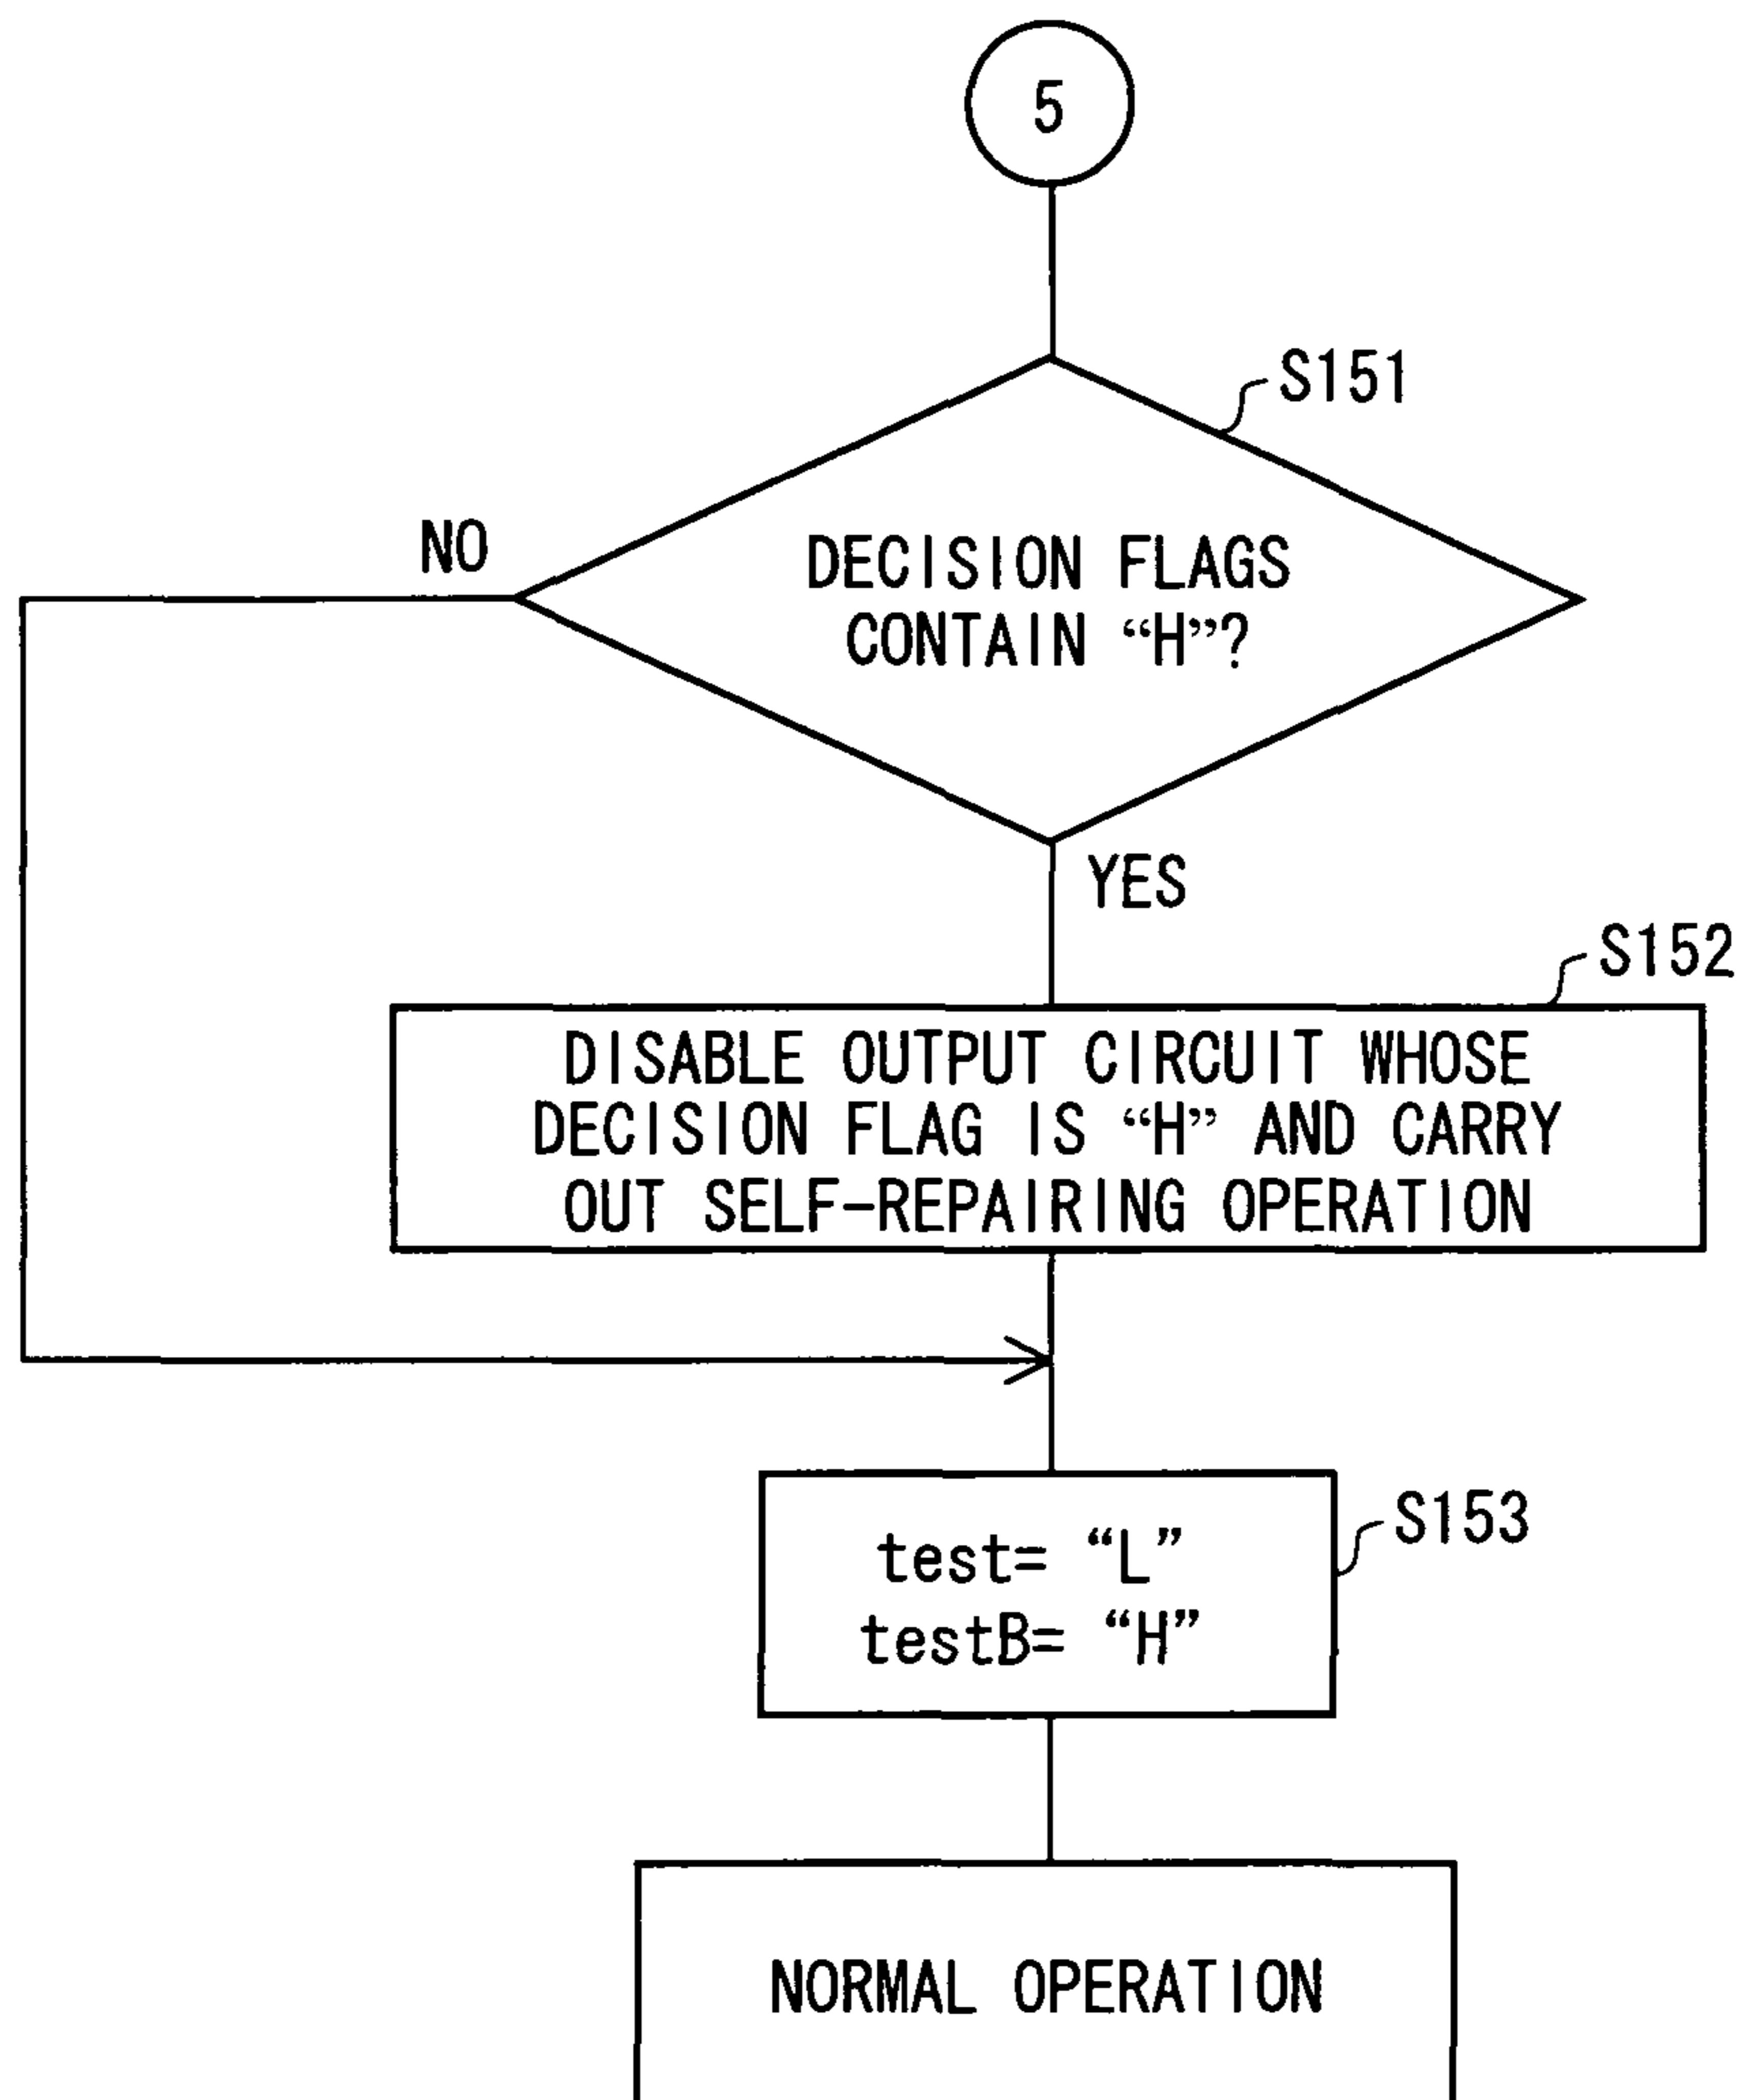 5
S151
NO
DECISION FLAGS
CONTAIN “H”?
YES
S152
DISABLE OUTPUT CIRCUIT WHOSE
DECISION FLAG IS “H” AND CARRY
OUT SELF-REPAIRING OPERATION
S153
test= “L”
testB= “H”
NORMAL OPERATION